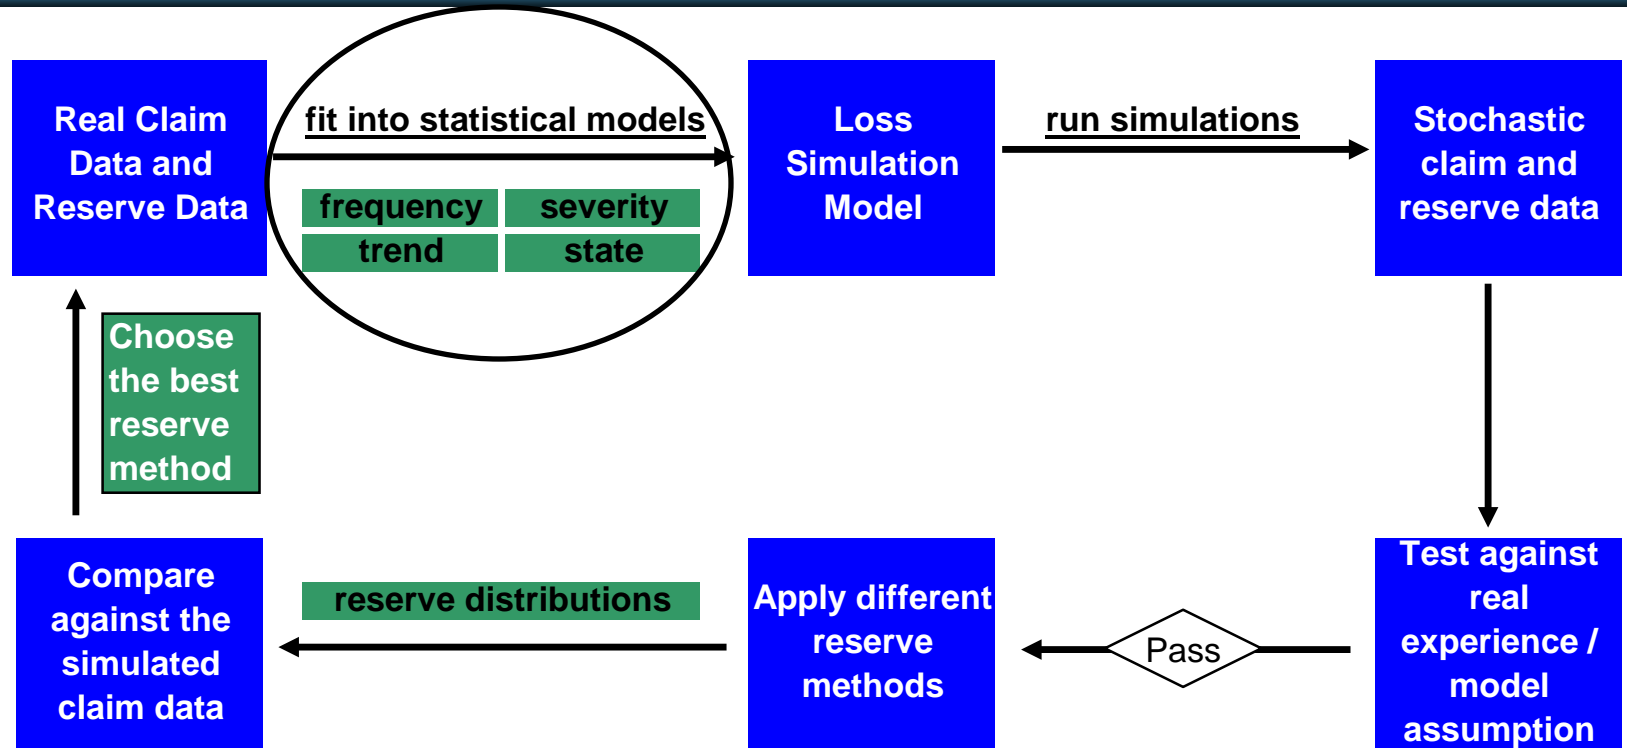 Real Claim
Data and
Reserve Data
fit into statistical models
frequency
severity
trend
state
Loss
Simulation
Model
run simulations
Stochastic
claim and
reserve data
Choose
the best
reserve
method
Compare
against the
simulated
claim data
reserve distributions
Apply different
reserve
methods
Pass
Test against
real
experience /
model
assumption